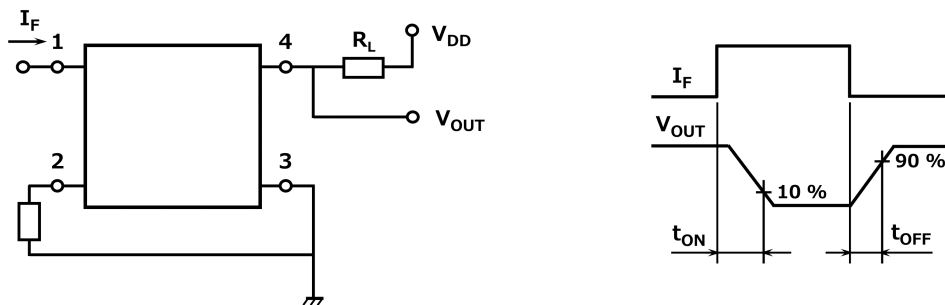 I_F
1
4
R_L
V_DD
V_OUT
2
3
I_F
V_OUT
10 %
90 %
t_ON
t_OFF